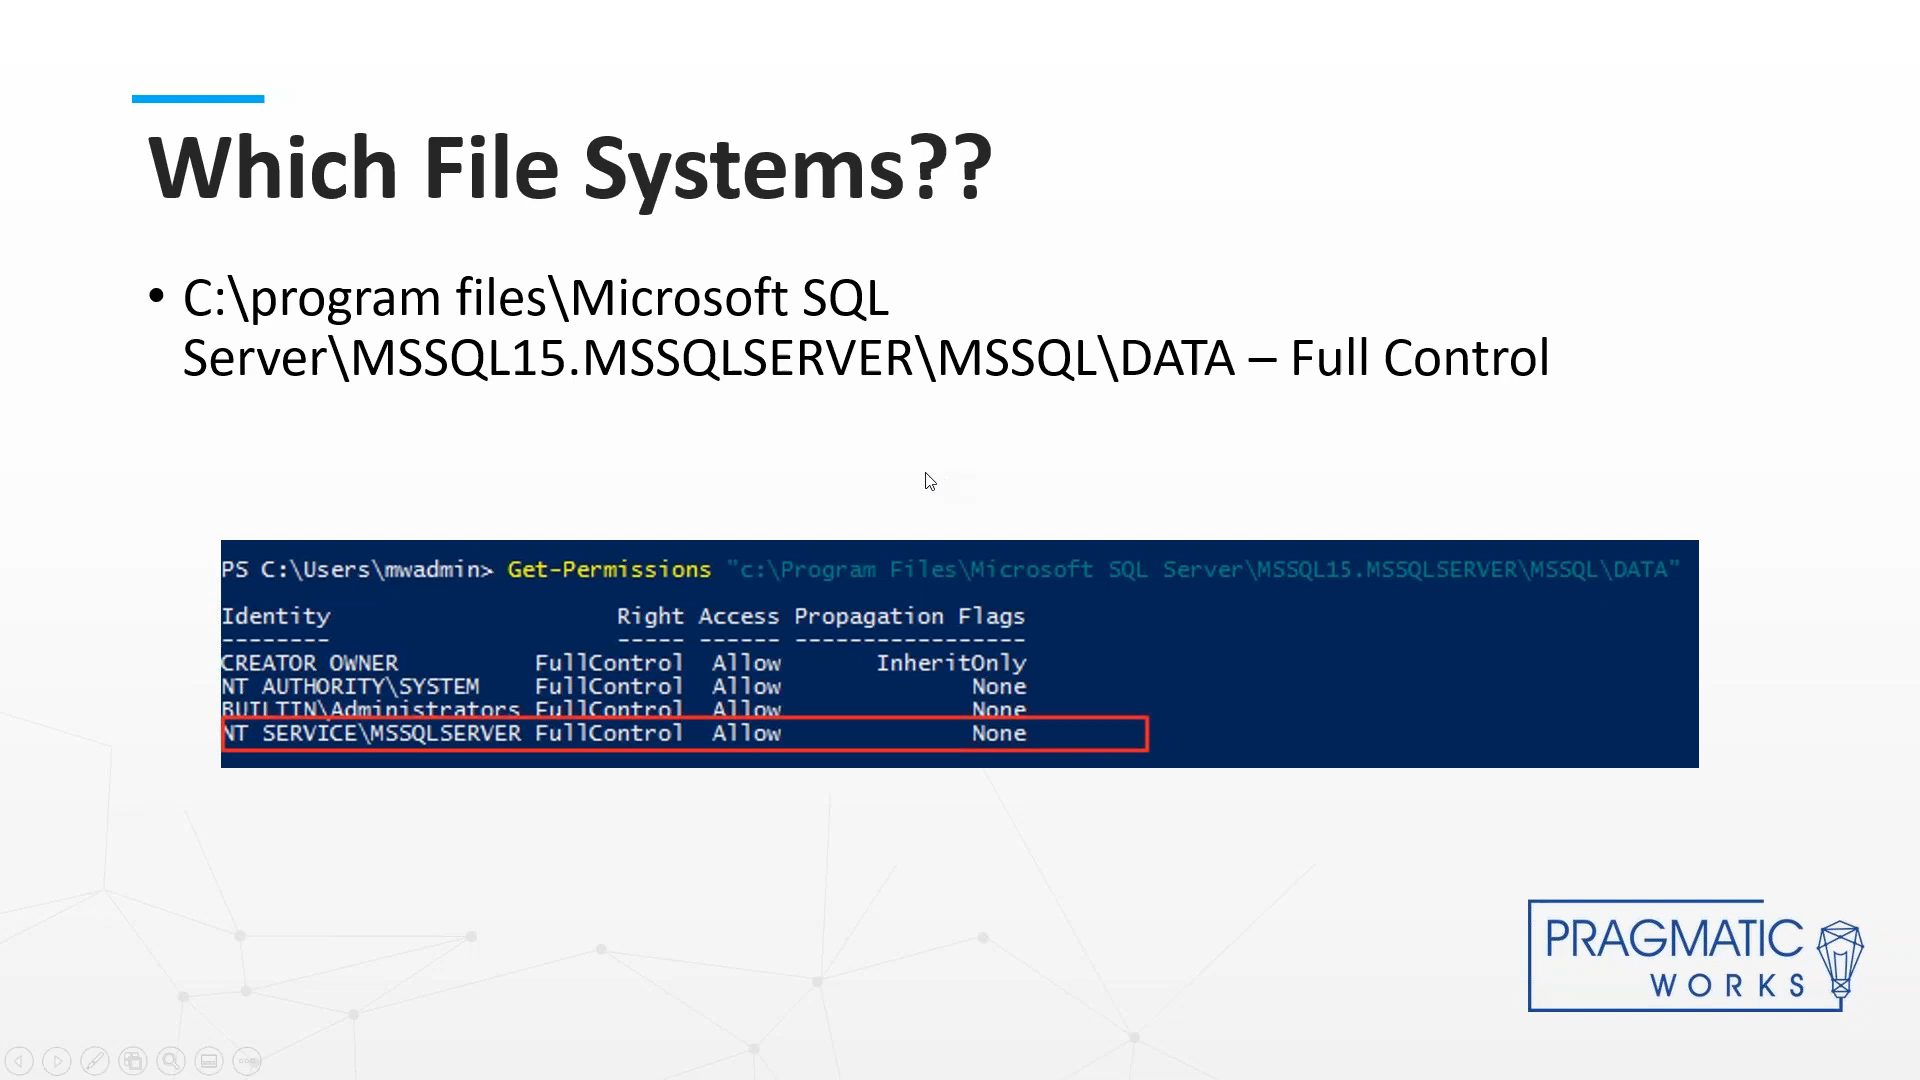 Which File Systems??
• C:\program files\Microsoft SQL
Server\MSSQL15.MSSQLSERVER\MSSQL\DATA – Full Control
PS C:\Users\mwadmin> Get-Permissions "c:\Program Files\Microsoft SQL Server\MSSQL15.MSSQLSERVER\MSSQL\DATA"
Identity Right Access Propagation Flags
-------- ----- ------ -----------------
CREATOR OWNER FullControl Allow InheritOnly
NT AUTHORITY\SYSTEM FullControl Allow None
BUILTIN\Administrators FullControl Allow None
NT SERVICE\MSSQLSERVER FullControl Allow None
PRAGMATIC
WORKS